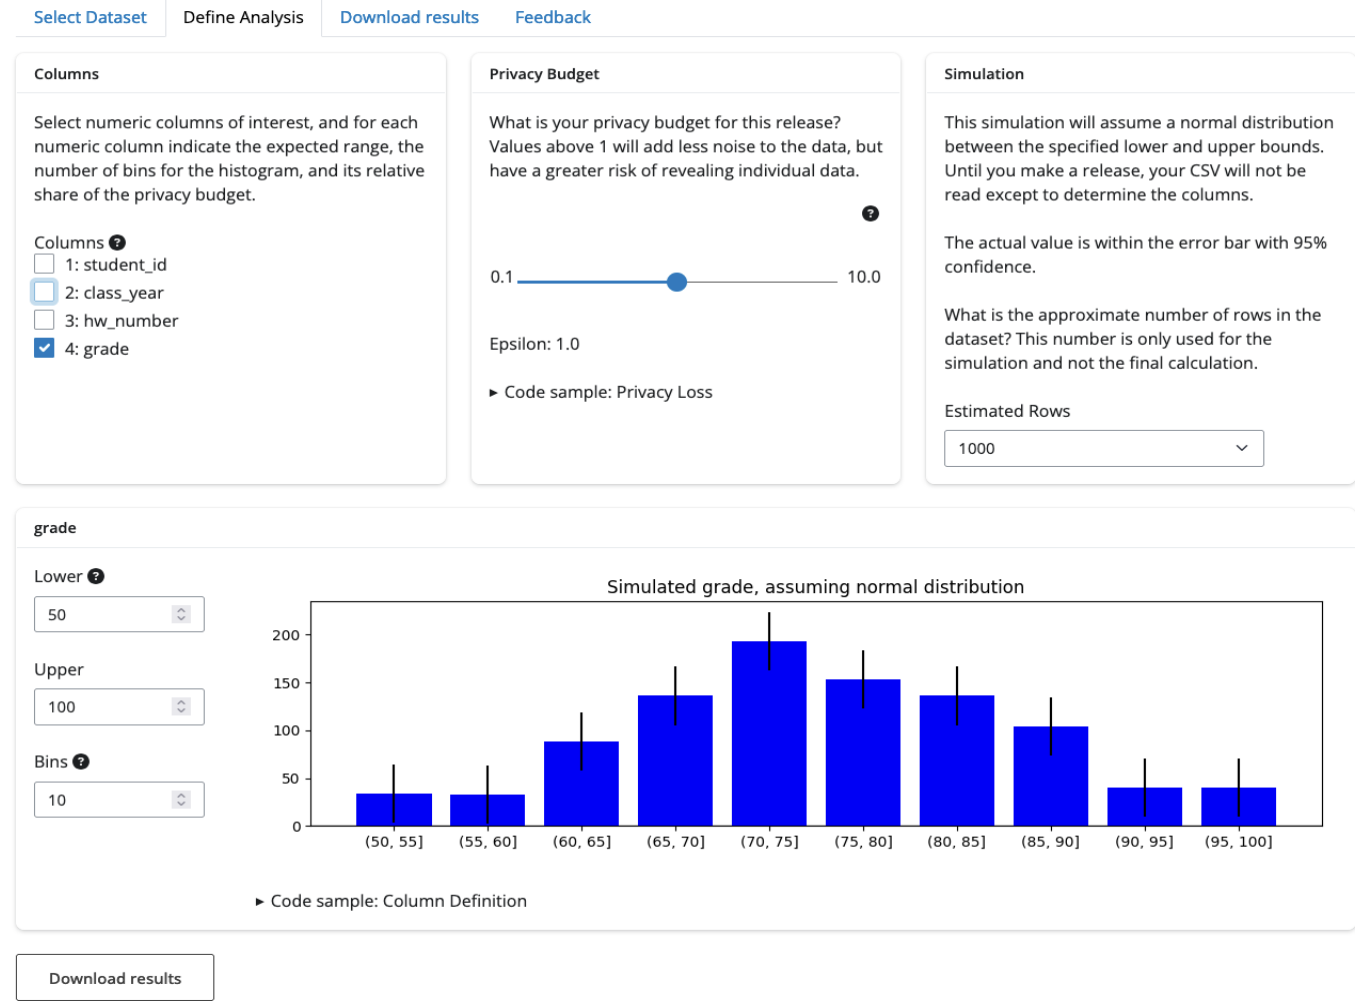 Select Dataset
Define Analysis
Download results
Feedback
Columns
Select numeric columns of interest, and for each
numeric column indicate the expected range, the
number of bins for the histogram, and its relative
share of the privacy budget.
Columns ?
1: student_id
2: class_year
3: hw_number
4: grade
Privacy Budget
What is your privacy budget for this release?
Values above 1 will add less noise to the data, but
have a greater risk of revealing individual data.
?
0.1
10.0
Epsilon: 1.0
► Code sample: Privacy Loss
Simulation
This simulation will assume a normal distribution
between the specified lower and upper bounds.
Until you make a release, your CSV will not be
read except to determine the columns.
The actual value is within the error bar with 95%
confidence.
What is the approximate number of rows in the
dataset? This number is only used for the
simulation and not the final calculation.
Estimated Rows
1000
grade
Lower ?
50
Upper
100
Bins ?
10
Simulated grade, assuming normal distribution
200
150
100
50
0
(50, 55] (55, 60] (60, 65] (65, 70] (70, 75] (75, 80] (80, 85] (85, 90] (90, 95] (95, 100]
► Code sample: Column Definition
Download results